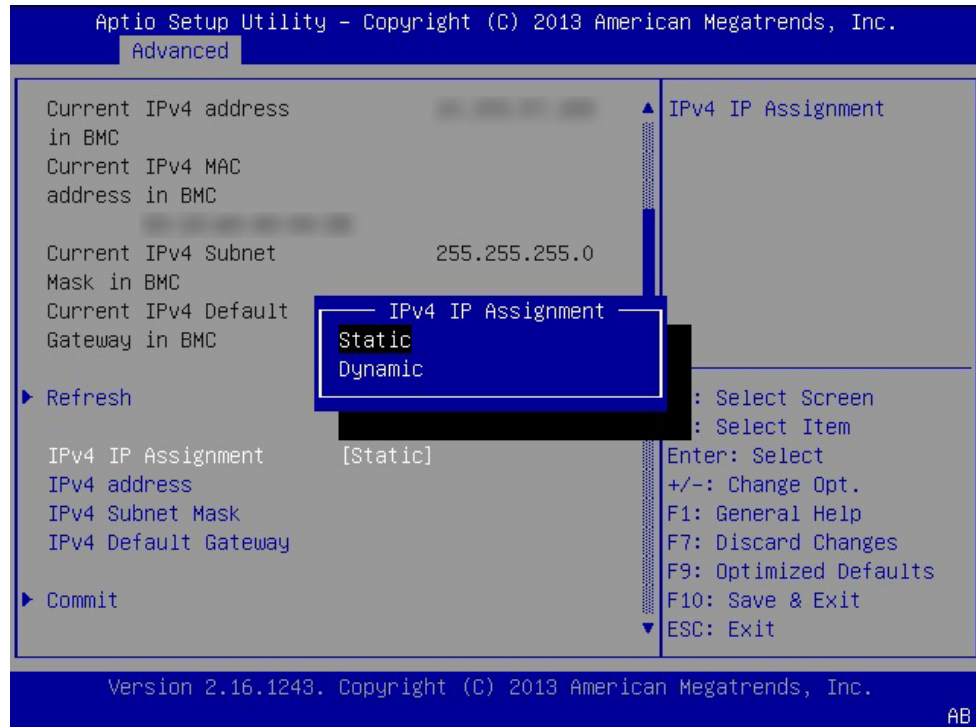 Aptio Setup Utility – Copyright (C) 2013 American Megatrends, Inc.
Advanced
Current IPv4 address
in BMC
Current IPv4 MAC
address in BMC
Current IPv4 Subnet 255.255.255.0
Mask in BMC
Current IPv4 Default
Gateway in BMC
Refresh
IPv4 IP Assignment [Static]
IPv4 address
IPv4 Subnet Mask
IPv4 Default Gateway
Commit
IPv4 IP Assignment
Static
Dynamic
IPv4 IP Assignment
: Select Screen
: Select Item
Enter: Select
+/-: Change Opt.
F1: General Help
F7: Discard Changes
F9: Optimized Defaults
F10: Save & Exit
ESC: Exit
Version 2.16.1243. Copyright (C) 2013 American Megatrends, Inc.
AB